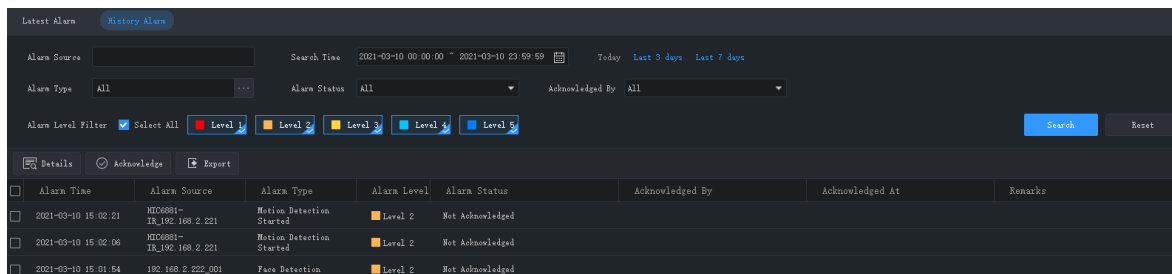 Latest Alarm History Alarm
Alarm Source Search Time 2021-03-10 00:00:00 ~ 2021-03-10 23:59:59 Today Last 3 days Last 7 days
Alarm Type All ... Alarm Status All Acknowledged By All
Alarm Level Filter Select All Level 1 Level 2 Level 3 Level 4 Level 5 Search Reset
Details Acknowledge Export
Alarm Time Alarm Source Alarm Type Alarm Level Alarm Status Acknowledged By Acknowledged At Remarks
2021-03-10 15:02:21 HIC6881-IR_192.168.2.221 Motion Detection Started Level 2 Not Acknowledged
2021-03-10 15:02:06 HIC6881-IR_192.168.2.221 Motion Detection Started Level 2 Not Acknowledged
2021-03-10 15:01:54 192.168.2.222_001 Face Detection Level 2 Not Acknowledged